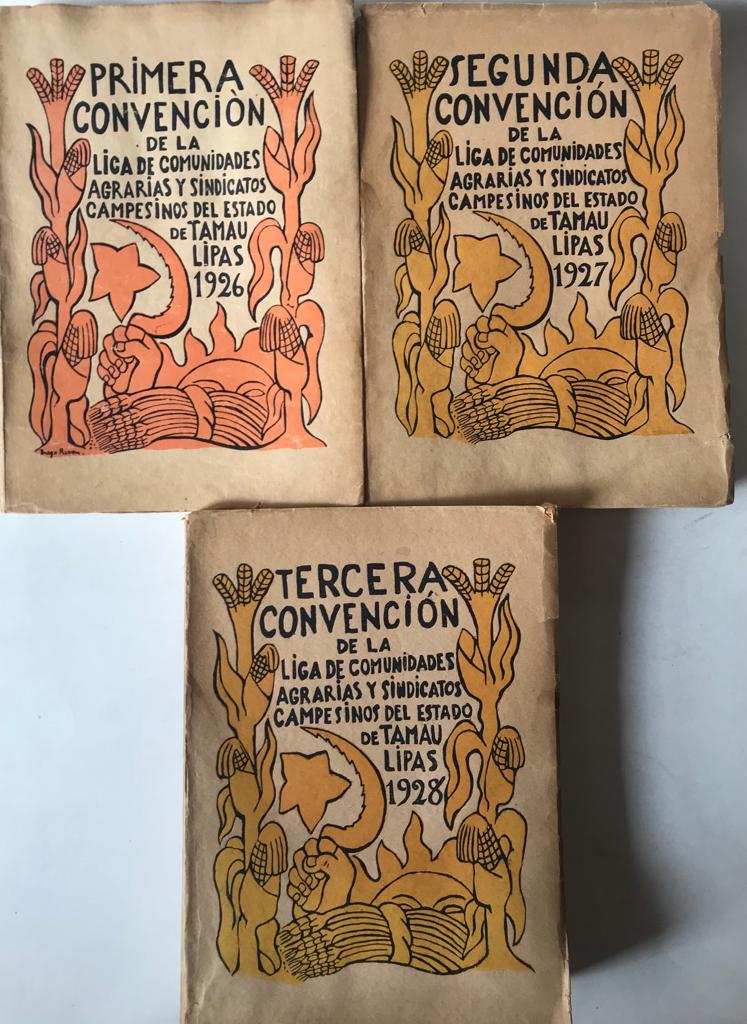 PRIMERA
CONVENCIÒN
DE LA
LIGA DE COMUNIDADES
AGRARIAS Y SINDICATOS
CAMPESINOS DEL ESTADO
DE TAMAU
LIPAS
1926
Diego Rivera
SEGUNDA
CONVENCIÓN
DE LA
LIGA DE COMUNIDADES
AGRARIAS Y SINDICATOS
CAMPESINOS DEL ESTADO
DE TAMAU
LIPAS
1927
TERCERA
CONVENCIÓN
DE LA
LIGA DE COMUNIDADES
AGRARIAS Y SINDICATOS
CAMPESINOS DEL ESTADO
DE TAMAU
LIPAS
1928